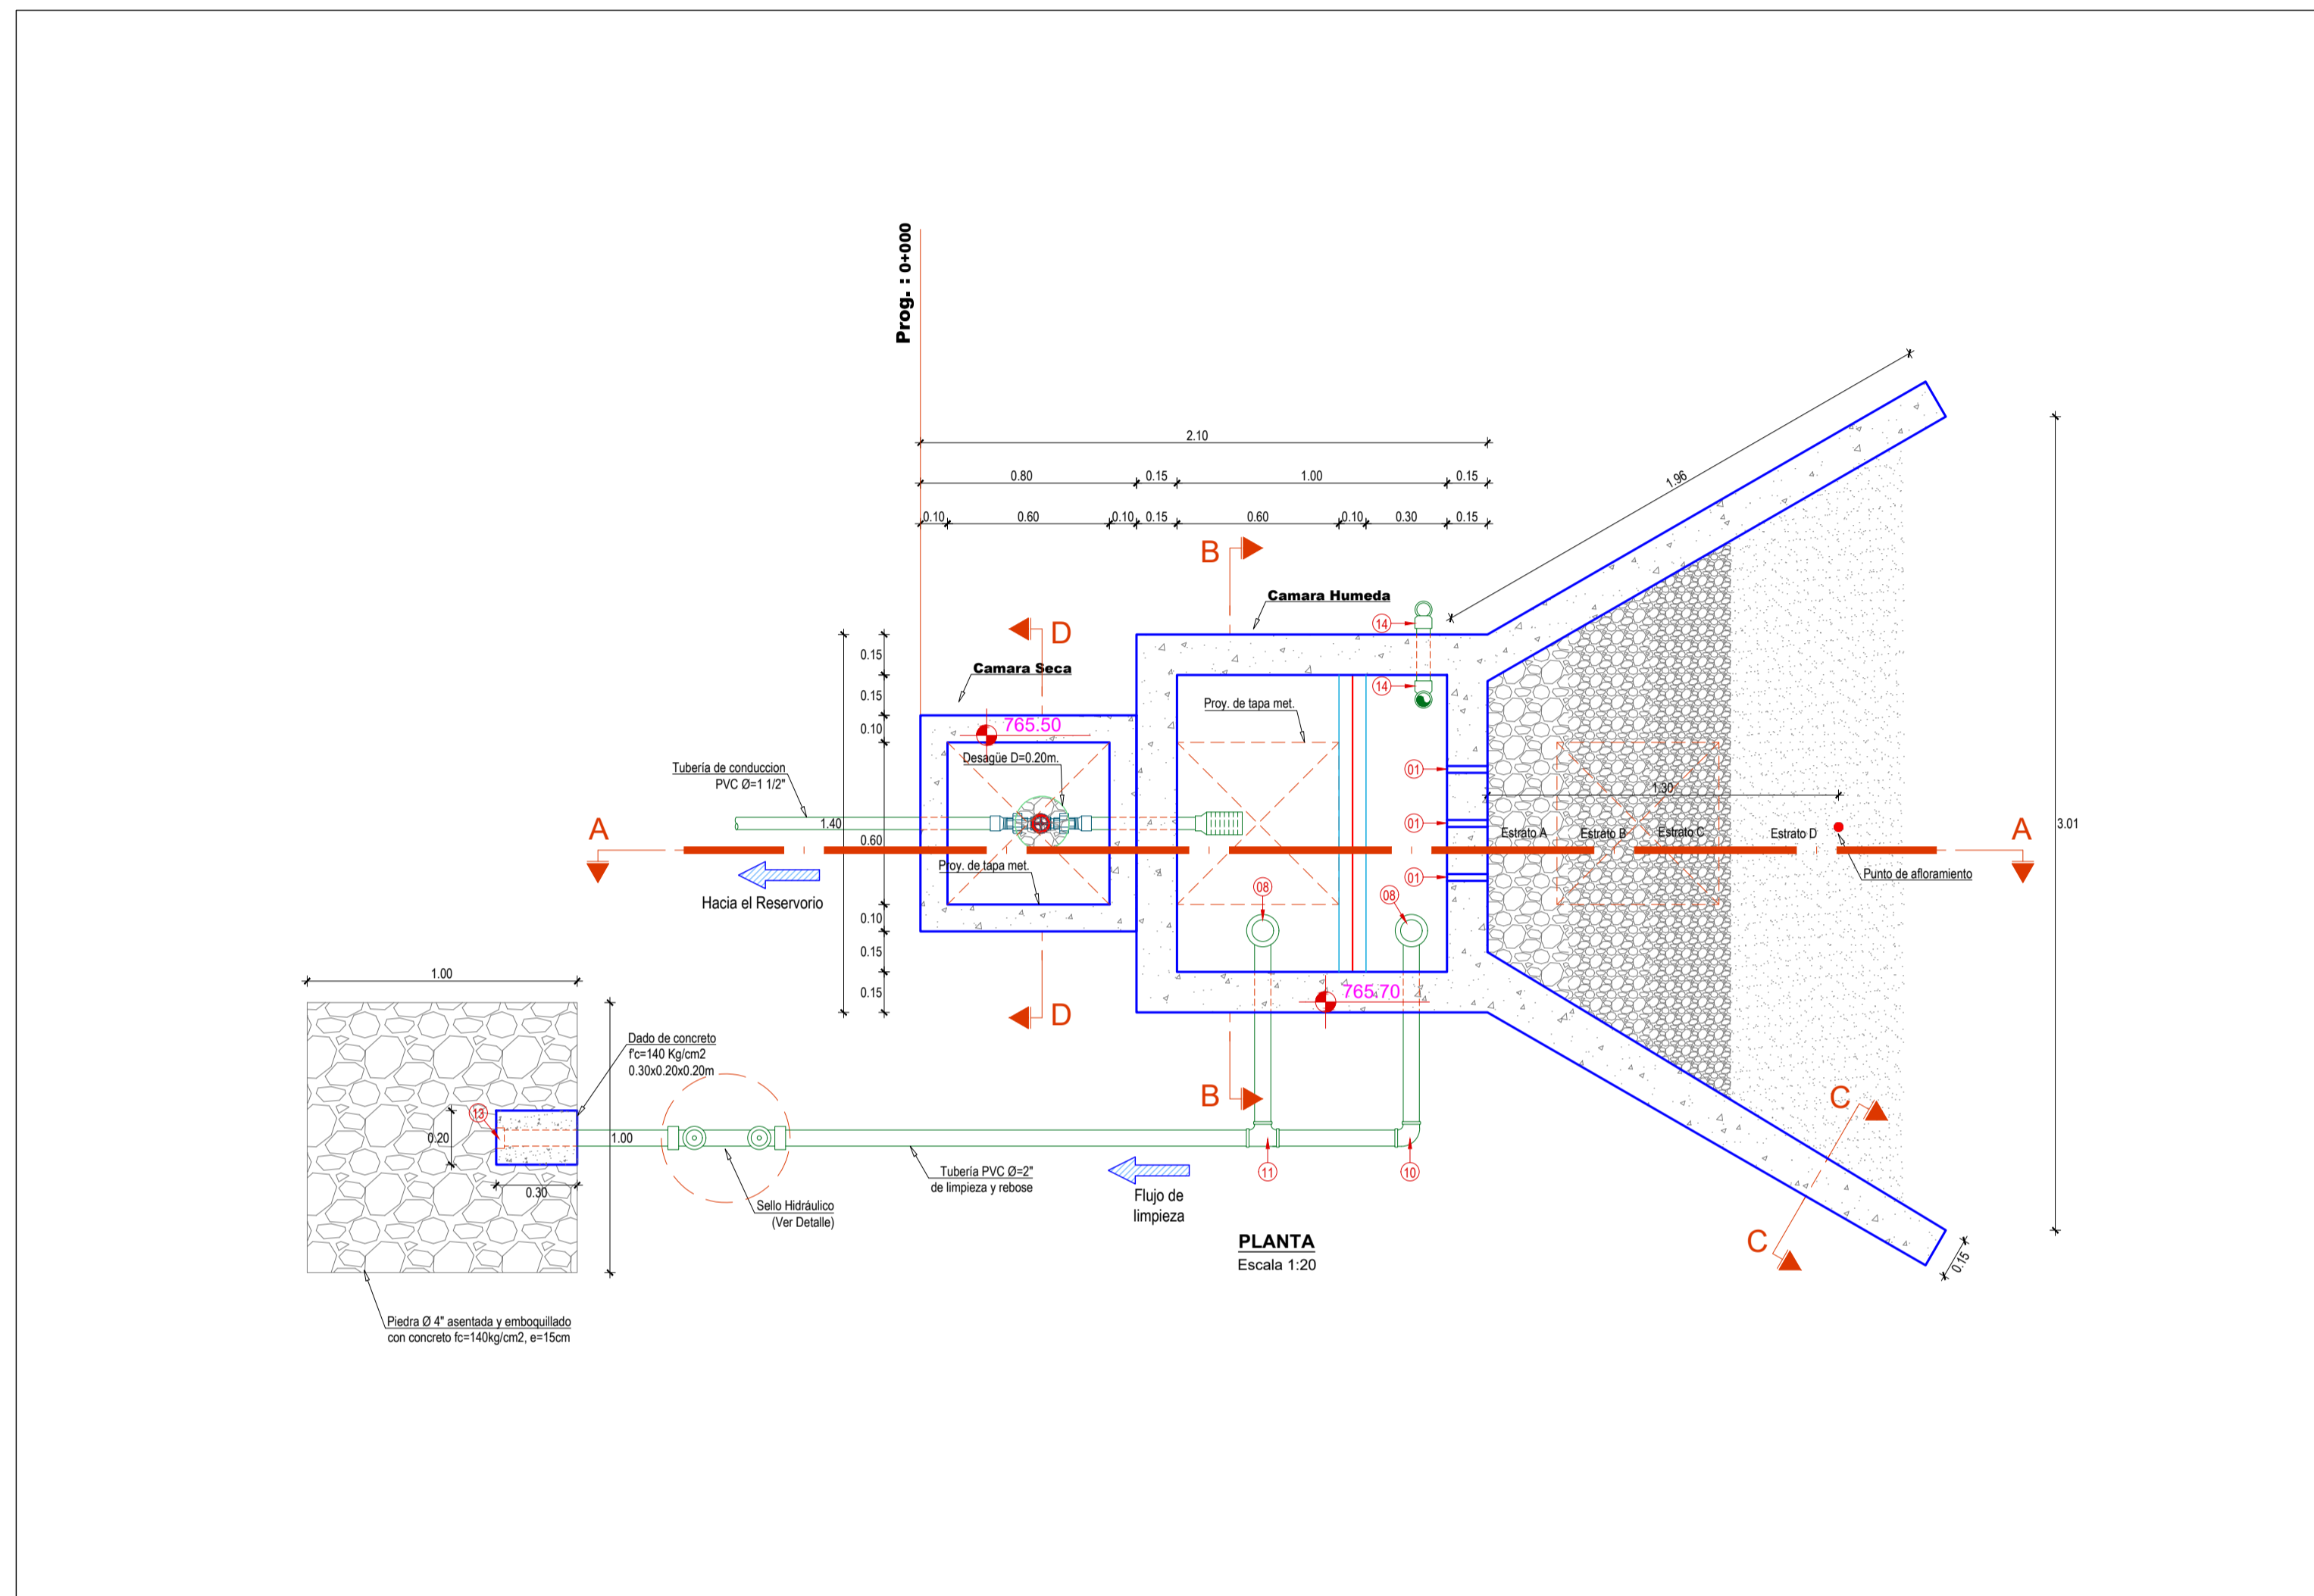 Prog. : 0+000
2.10
0.80
0.15
1.00
0.15
0.10
0.60
0.10
0.15
0.60
0.10
0.30
0.15
1.96
B
Camara Humeda
D
14
0.15
Camara Seca
0.15
14
Proy. de tapa met.
765.50
0.10
Desagüe D=0.20m.
Tubería de conduccion
PVC Ø=1 1/2"
01
1.30
1.40
01
Estrato A
Estrato B
Estrato C
Estrato D
3.01
A
A
0.60
Proy. de tapa met.
01
Punto de afloramiento
08
08
Hacia el Reservorio
0.10
0.15
1.00
0.15
765.70
D
Dado de concreto
f'c=140 Kg/cm2
0.30x0.20x0.20m
B
C
13
0.20
1.00
Tubería PVC Ø=2"
de limpieza y rebose
11
10
0.30
Sello Hidráulico
(Ver Detalle)
Flujo de
limpieza
C
0.15
PLANTA
Escala 1:20
Piedra Ø 4" asentada y emboquillado
con concreto fc=140kg/cm2, e=15cm